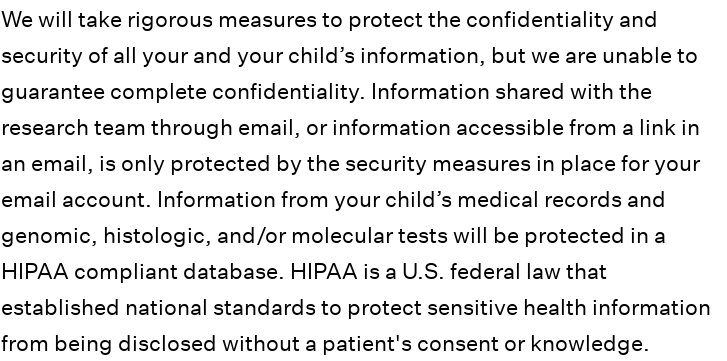 We will take rigorous measures to protect the confidentiality and
security of all your and your child’s information, but we are unable to
guarantee complete confidentiality. Information shared with the
research team through email, or information accessible from a link in
an email, is only protected by the security measures in place for your
email account. Information from your child’s medical records and
genomic, histologic, and/or molecular tests will be protected in a
HIPAA compliant database. HIPAA is a U.S. federal law that
established national standards to protect sensitive health information
from being disclosed without a patient's consent or knowledge.